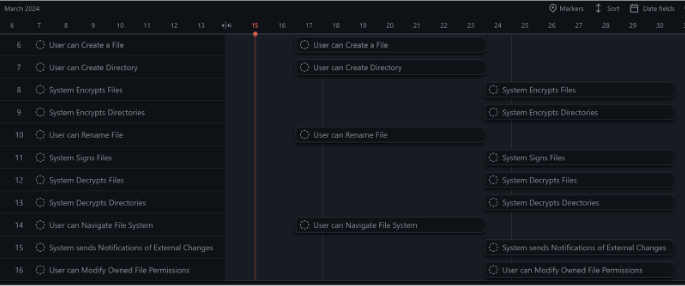 March 2024 Markers Sort Date fields
6 7 8 9 10 11 12 13 15 16 17 18 19 20 21 22 23 24 25 26 27 28 29 30
6 User can Create a File User can Create a File
7 User can Create Directory User can Create Directory
8 System Encrypts Files System Encrypts Files
9 System Encrypts Directories System Encrypts Directories
10 User can Rename File User can Rename File
11 System Signs Files System Signs Files
12 System Decrypts Files System Decrypts Files
13 System Decrypts Directories System Decrypts Directories
14 User can Navigate File System User can Navigate File System
15 System sends Notifications of External Changes System sends Notifications of External Changes
16 User can Modify Owned File Permissions User can Modify Owned File Permissions